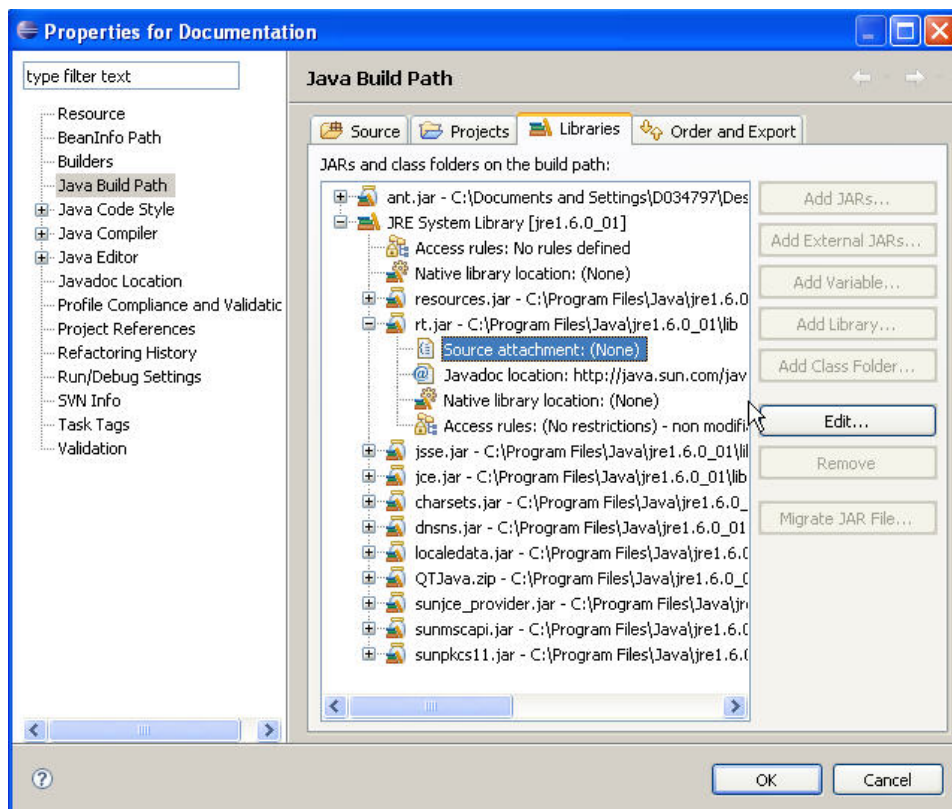 Properties for Documentation
type filter text
Resource
BeanInfo Path
Builders
Java Build Path
Java Code Style
Java Compiler
Java Editor
Javadoc Location
Profile Compliance and Validatic
Project References
Refactoring History
Run/Debug Settings
SVN Info
Task Tags
Validation
Java Build Path
Source
Projects
Libraries
Order and Export
JARs and class folders on the build path:
ant.jar - C:\Documents and Settings\D034797\Des
JRE System Library [jre1.6.0_01]
Access rules: No rules defined
Native library location: (None)
resources.jar - C:\Program Files\Java\jre1.6.0
rt.jar - C:\Program Files\Java\jre1.6.0_01\lib
Source attachment: (None)
Javadoc location: http://java.sun.com/jav
Native library location: (None)
Access rules: (No restrictions) - non modifi
jsse.jar - C:\Program Files\Java\jre1.6.0_01\lil
jce.jar - C:\Program Files\Java\jre1.6.0_01\lib
charsets.jar - C:\Program Files\Java\jre1.6.0_
dnsns.jar - C:\Program Files\Java\jre1.6.0_01
localedata.jar - C:\Program Files\Java\jre1.6.0
QTJava.zip - C:\Program Files\Java\jre1.6.0_0
sunjce_provider.jar - C:\Program Files\Java\jre
sunmscapi.jar - C:\Program Files\Java\jre1.6.0
sunpkcs11.jar - C:\Program Files\Java\jre1.6.0
Add JARs...
Add External JARs...
Add Variable...
Add Library...
Add Class Folder...
Edit...
Remove
Migrate JAR File...
OK
Cancel